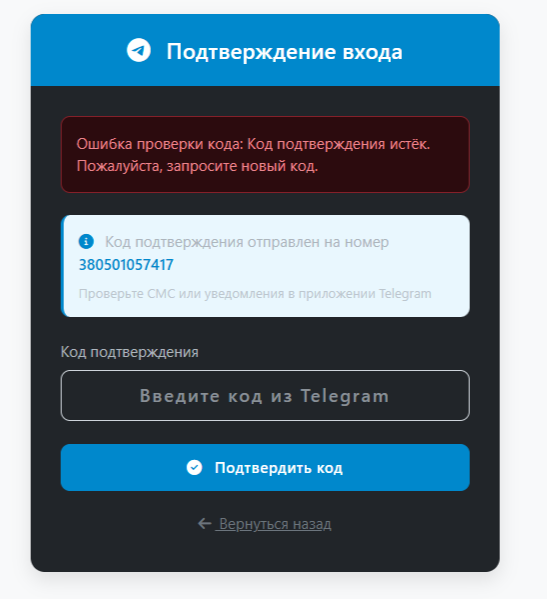 Подтверждение входа
Ошибка проверки кода: Код подтверждения истёк.
Пожалуйста, запросите новый код.
Код подтверждения отправлен на номер
380501057417
Проверьте СМС или уведомления в приложении Telegram
Код подтверждения
Введите код из Telegram
Подтвердить код
Вернуться назад